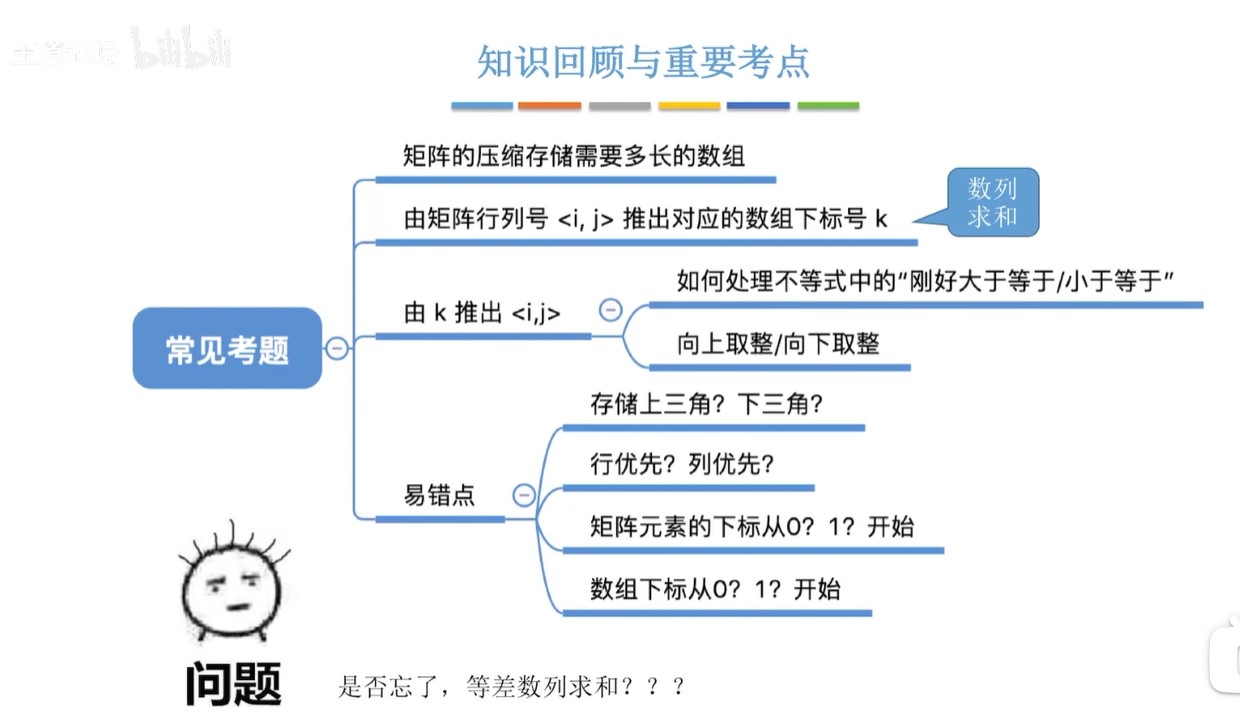 王道论坛 bilibili
知识回顾与重要考点
矩阵的压缩存储需要多长的数组
由矩阵行列号 <i, j> 推出对应的数组下标号 k
数列
求和
由 k 推出 <i,j>
如何处理不等式中的“刚好大于等于/小于等于”
向上取整/向下取整
常见考题
易错点
存储上三角？下三角？
行优先？列优先？
矩阵元素的下标从0？1？开始
数组下标从0？1？开始
问题
是否忘了，等差数列求和？？？